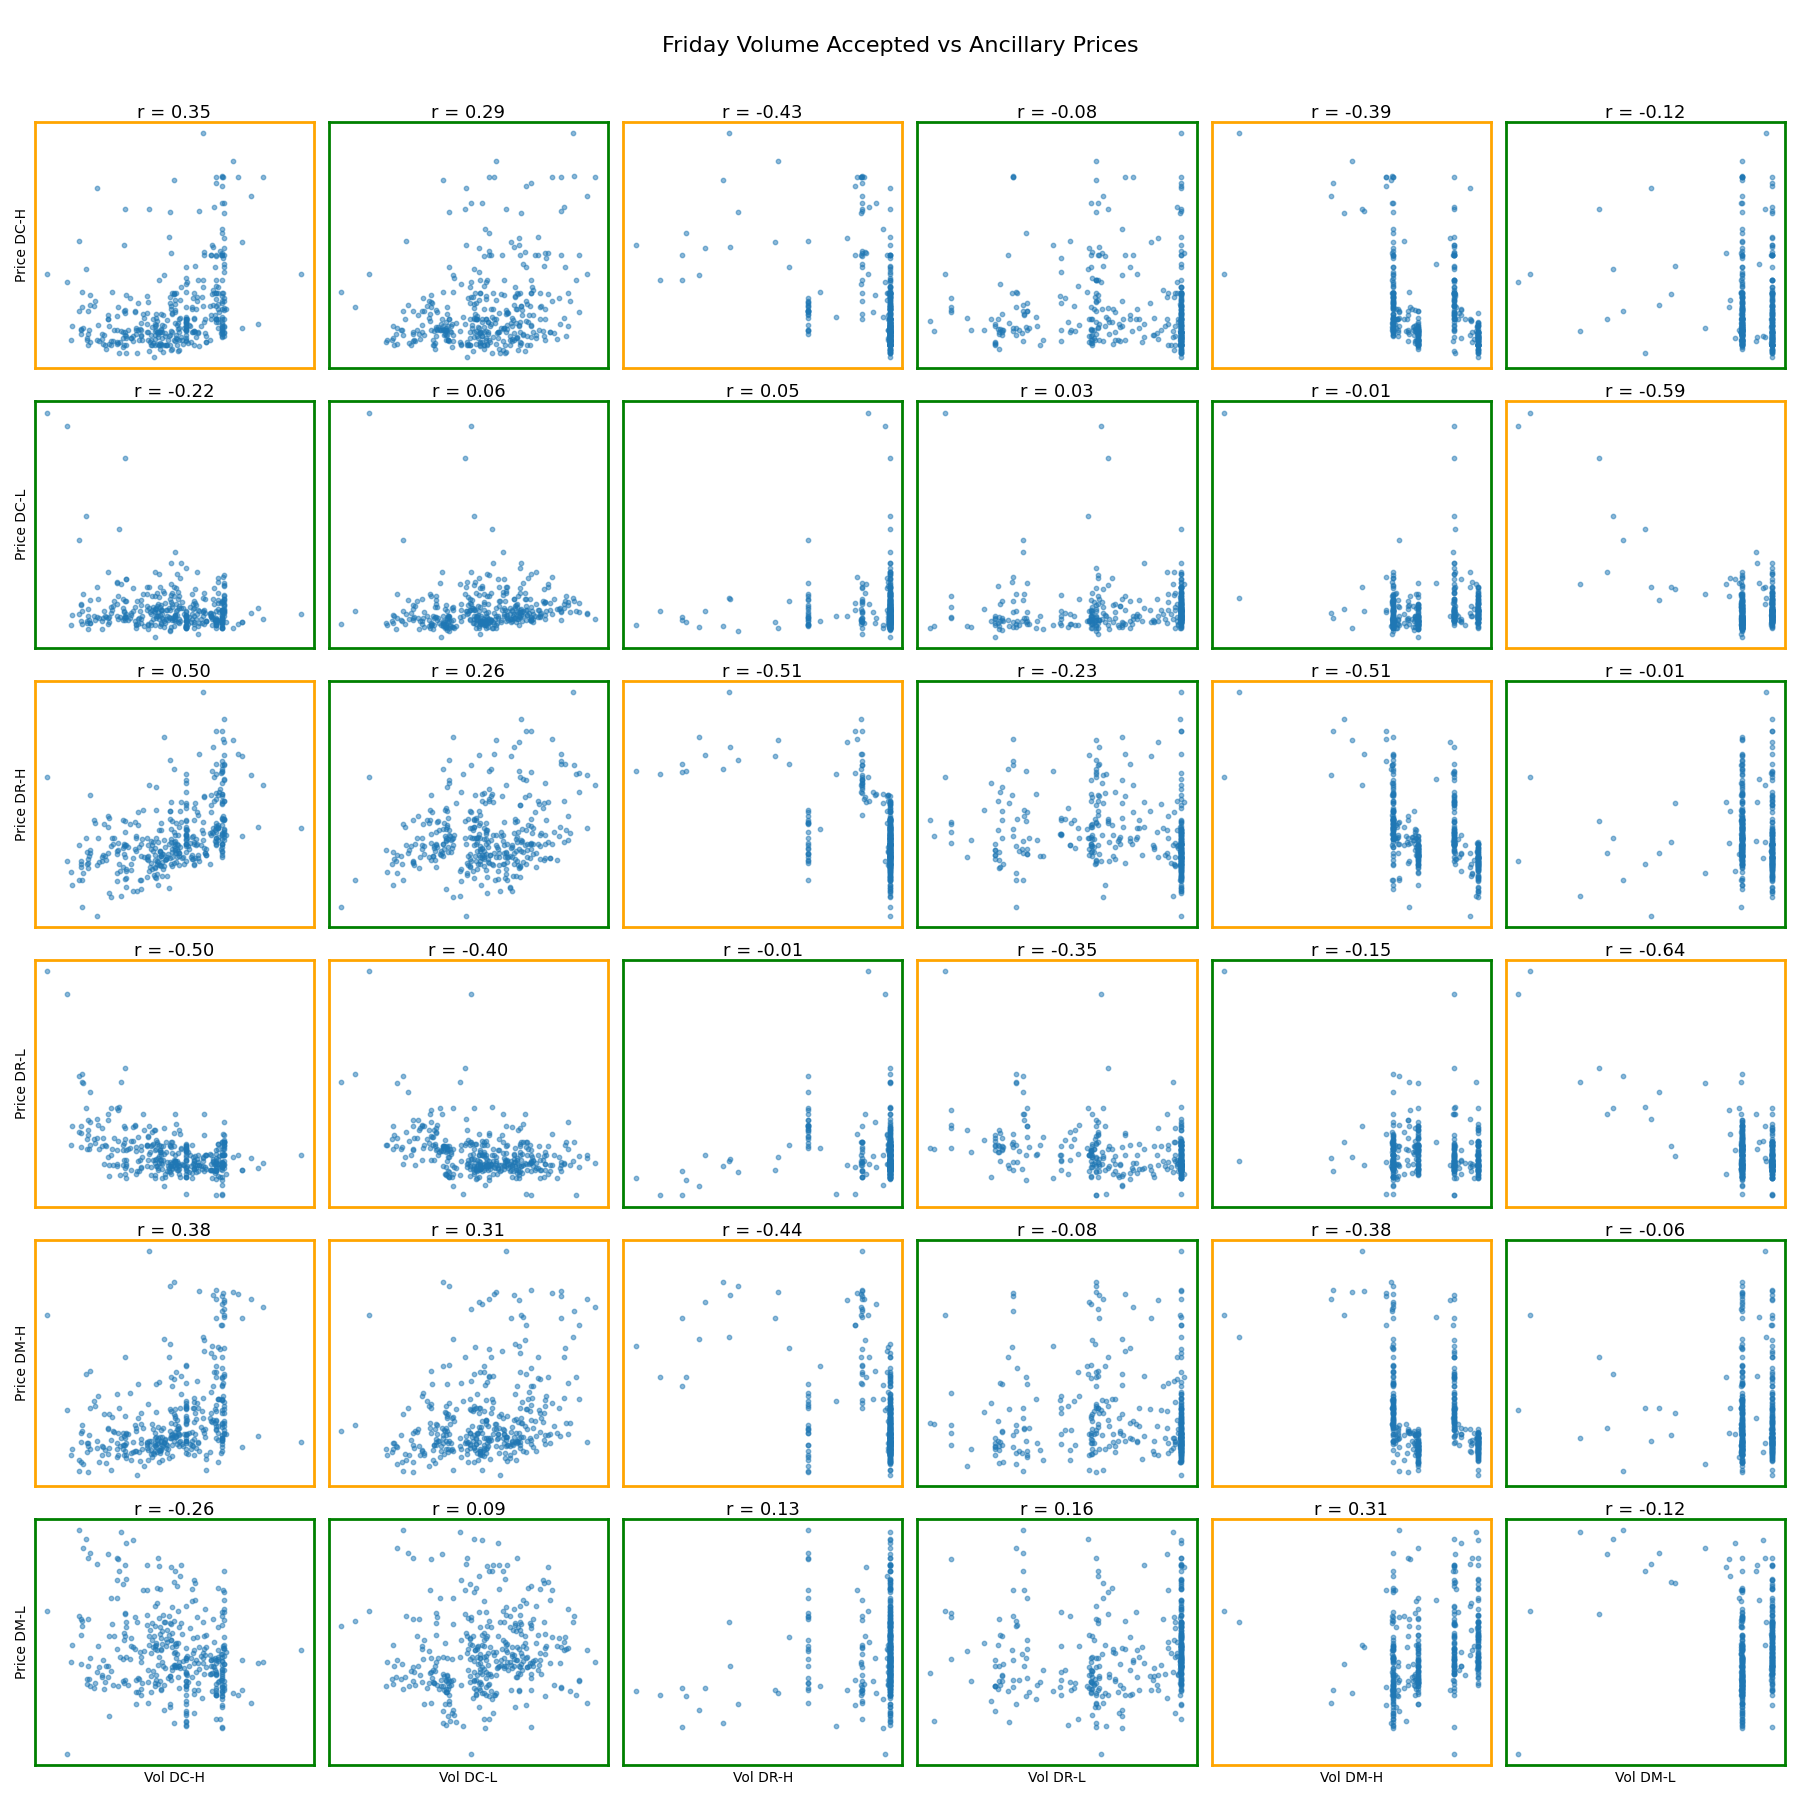 Friday Volume Accepted vs Ancillary Prices
r = 0.35
r = 0.29
r = -0.43
r = -0.08
r = -0.39
r = -0.12
Price DC-H
r = -0.22
r = 0.06
r = 0.05
r = 0.03
r = -0.01
r = -0.59
Price DC-L
r = 0.50
r = 0.26
r = -0.51
r = -0.23
r = -0.51
r = -0.01
Price DR-H
r = -0.50
r = -0.40
r = -0.01
r = -0.35
r = -0.15
r = -0.64
Price DR-L
r = 0.38
r = 0.31
r = -0.44
r = -0.08
r = -0.38
r = -0.06
Price DM-H
r = -0.26
r = 0.09
r = 0.13
r = 0.16
r = 0.31
r = -0.12
Price DM-L
Vol DC-H
Vol DC-L
Vol DR-H
Vol DR-L
Vol DM-H
Vol DM-L